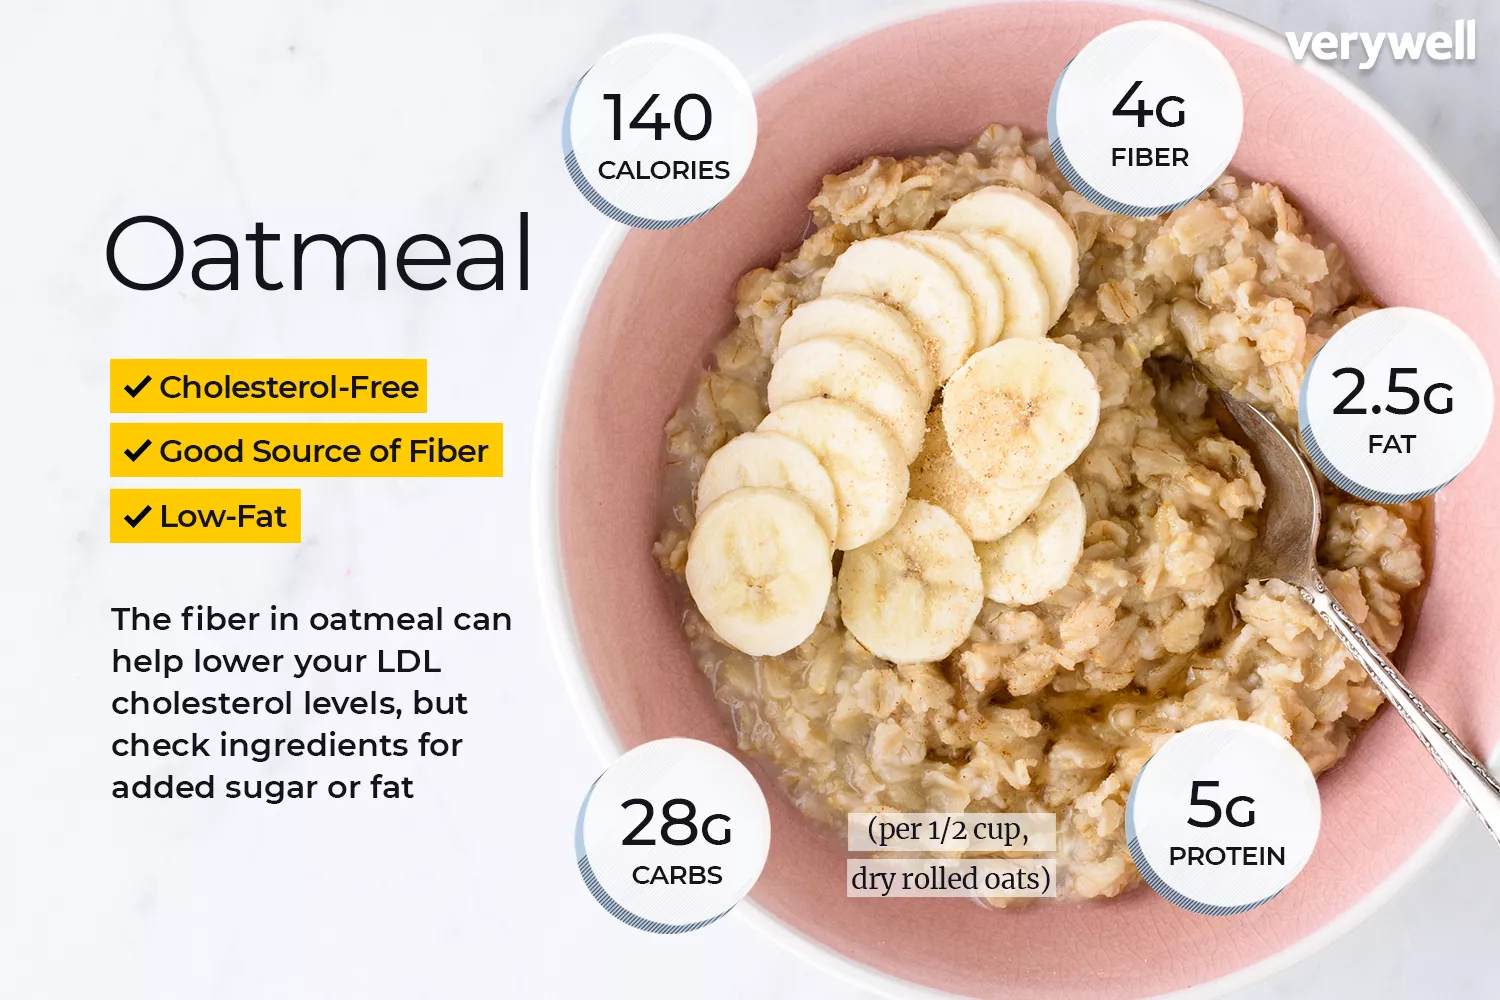 verywell
140
CALORIES
4G
FIBER
Oatmeal
Cholesterol-Free
Good Source of Fiber
Low-Fat
2.5G
FAT
The fiber in oatmeal can
help lower your LDL
cholesterol levels, but
check ingredients for
added sugar or fat
28G
CARBS
(per 1/2 cup,
dry rolled oats)
5G
PROTEIN